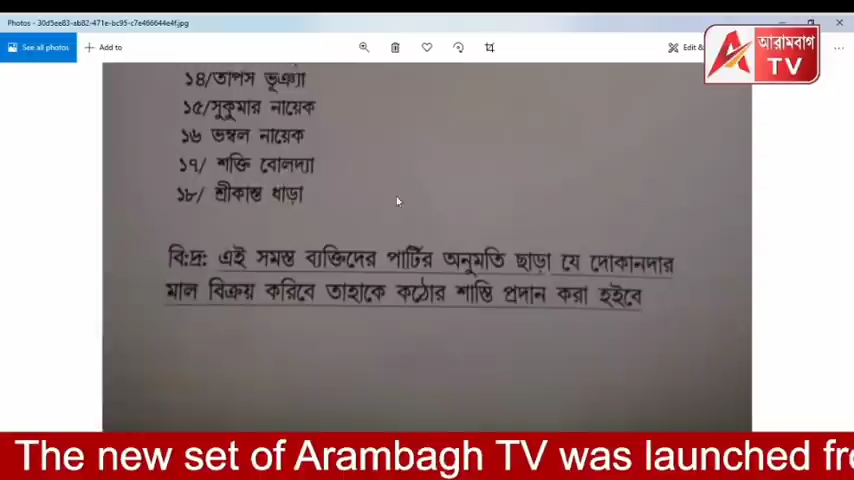 Photos - 30d5ee83-ab82-471e-bc95-c7e466644e4f.jpg
See all photos
Add to
Edit &
আরামবাগ
TV
১৪/তাপস ভূঞ্যা
১৫/সুকুমার নায়েক
১৬ ভম্বল নায়েক
১৭/ শক্তি বোলদ্যা
১৮/ শ্রীকান্ত ধাড়া
বি:দ্র: এই সমস্ত ব্যক্তিদের পার্টির অনুমতি ছাড়া যে দোকানদার
মাল বিক্রয় করিবে তাহাকে কঠোর শাস্তি প্রদান করা হইবে
The new set of Arambagh TV was launched fr